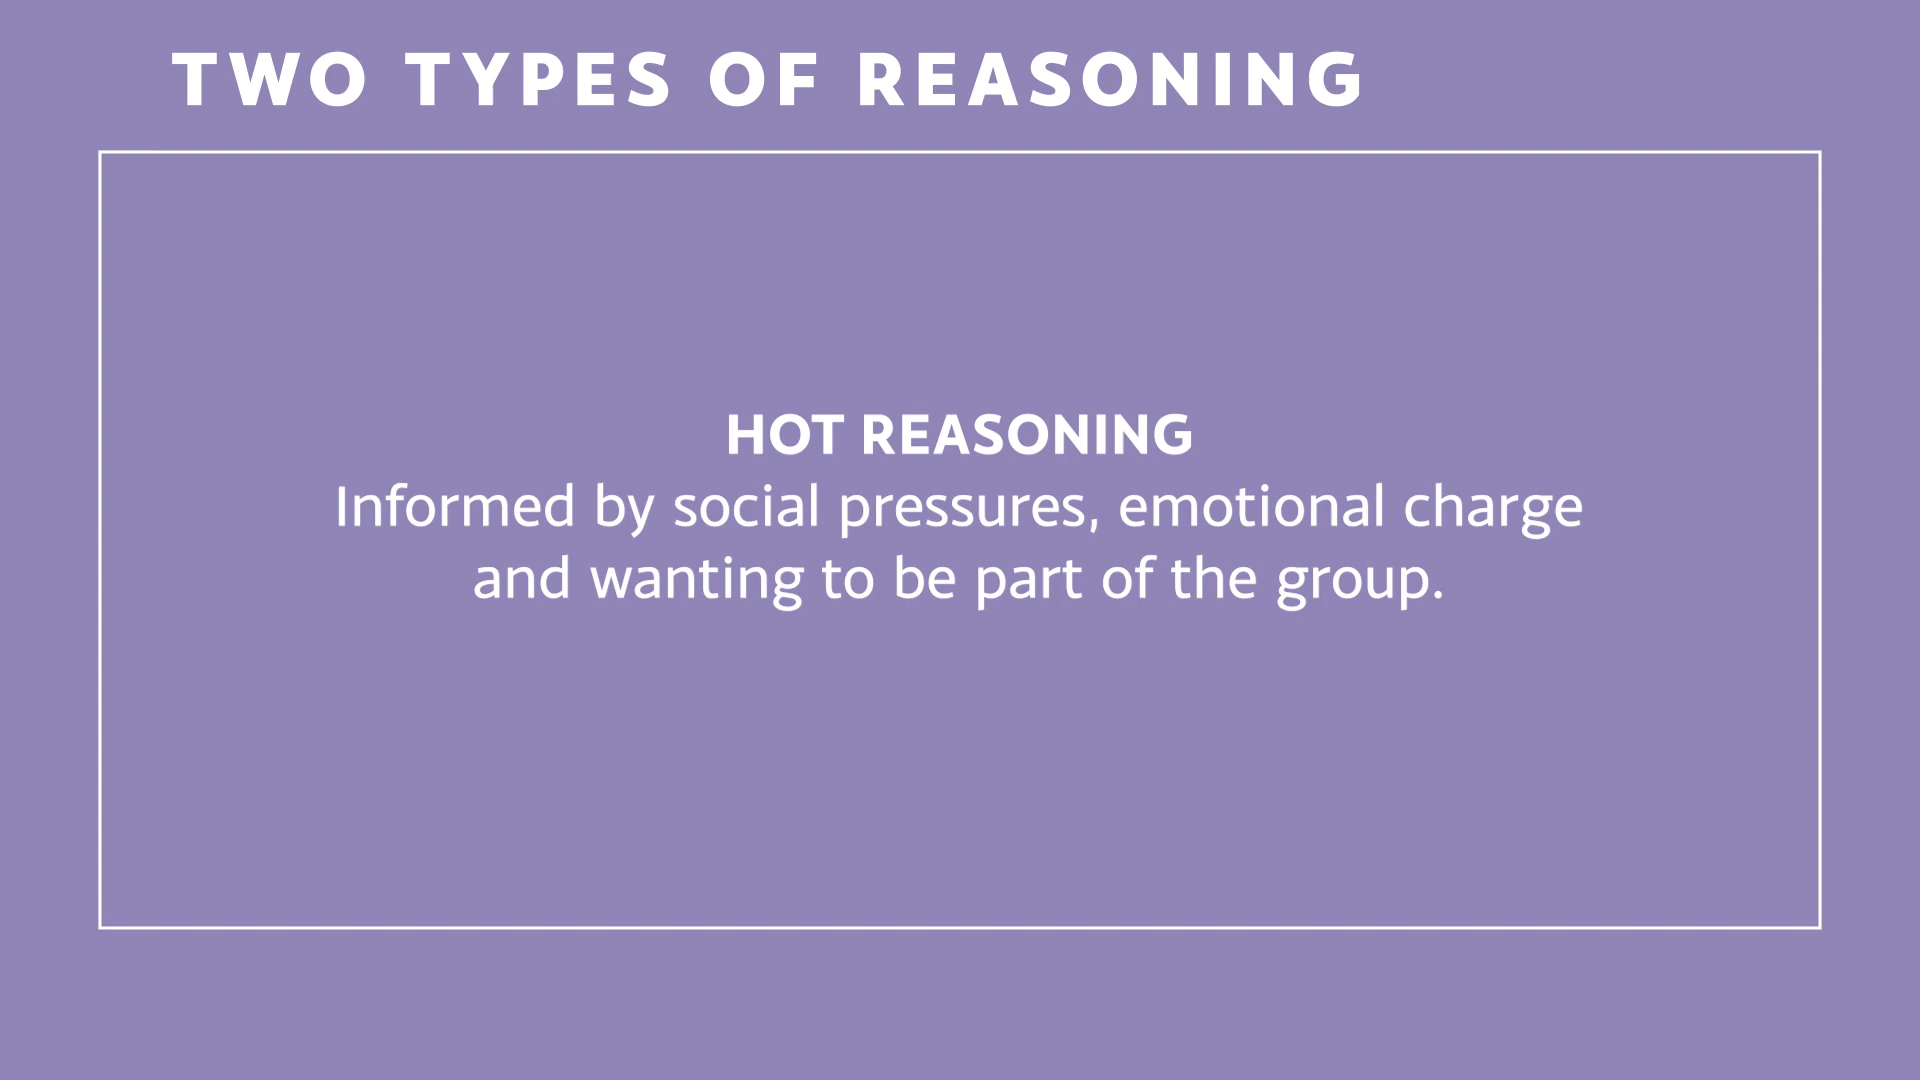 TWO TYPES OF REASONING
HOT REASONING
Informed by social pressures, emotional charge
and wanting to be part of the group.